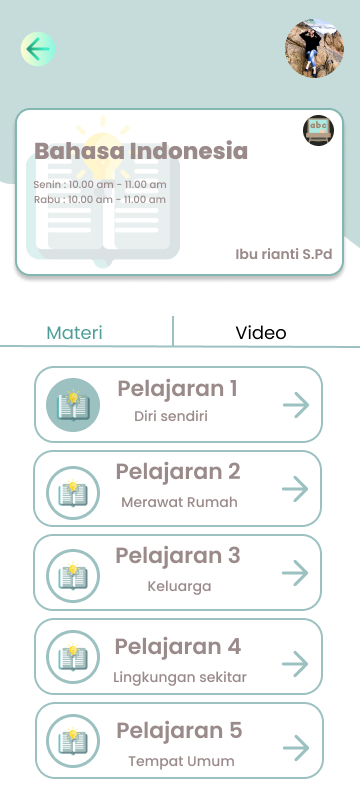 abc
Bahasa Indonesia
Senin : 10.00 am - 11.00 am
Rabu : 10.00 am - 11.00 am
Ibu rianti S.Pd
Materi
Video
Pelajaran 1
Diri sendiri
Pelajaran 2
Merawat Rumah
Pelajaran 3
Keluarga
Pelajaran 4
Lingkungan sekitar
Pelajaran 5
Tempat Umum